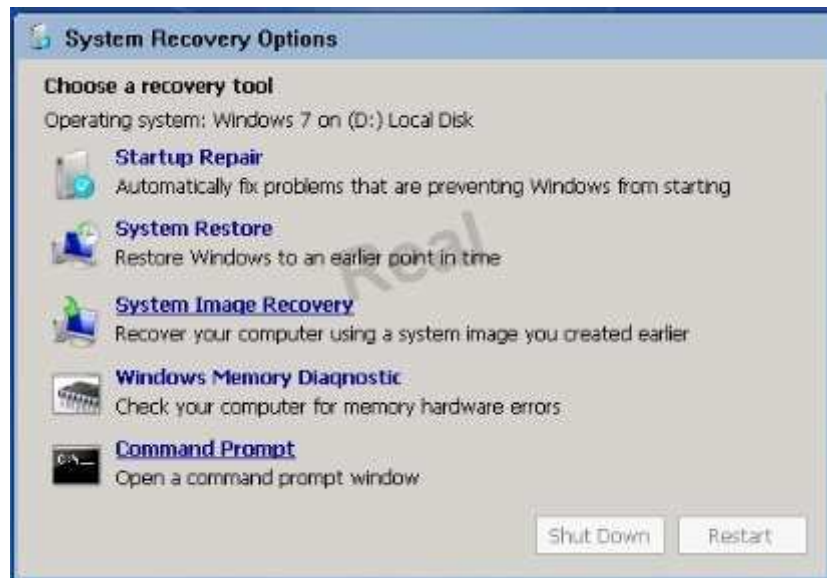 System Recovery Options
Choose a recovery tool
Operating system: Windows 7 on (D:) Local Disk
Startup Repair
Automatically fix problems that are preventing Windows from starting
System Restore
Restore Windows to an earlier point in time
Real
System Image Recovery
Recover your computer using a system image you created earlier
Windows Memory Diagnostic
Check your computer for memory hardware errors
C:\_
Command Prompt
Open a command prompt window
Shut Down Restart